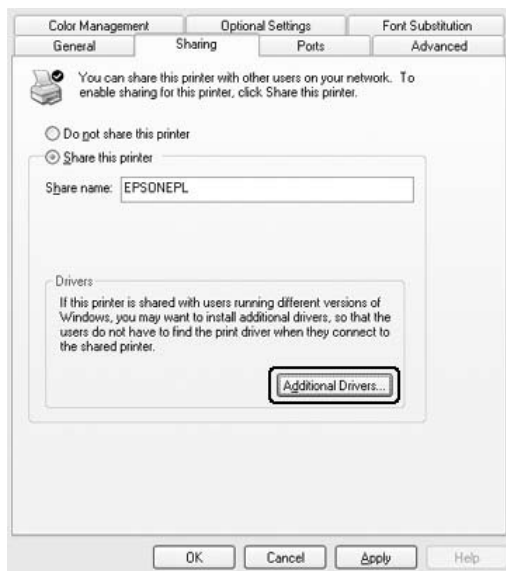 Color Management Optional Settings Font Substitution
General Sharing Ports Advanced
You can share this printer with other users on your network. To
enable sharing for this printer, click Share this printer.
Do not share this printer
Share this printer
Share name: EPSONEPL
Drivers
If this printer is shared with users running different versions of
Windows, you may want to install additional drivers, so that the
users do not have to find the print driver when they connect to
the shared printer.
Additional Drivers...
OK Cancel Apply Help